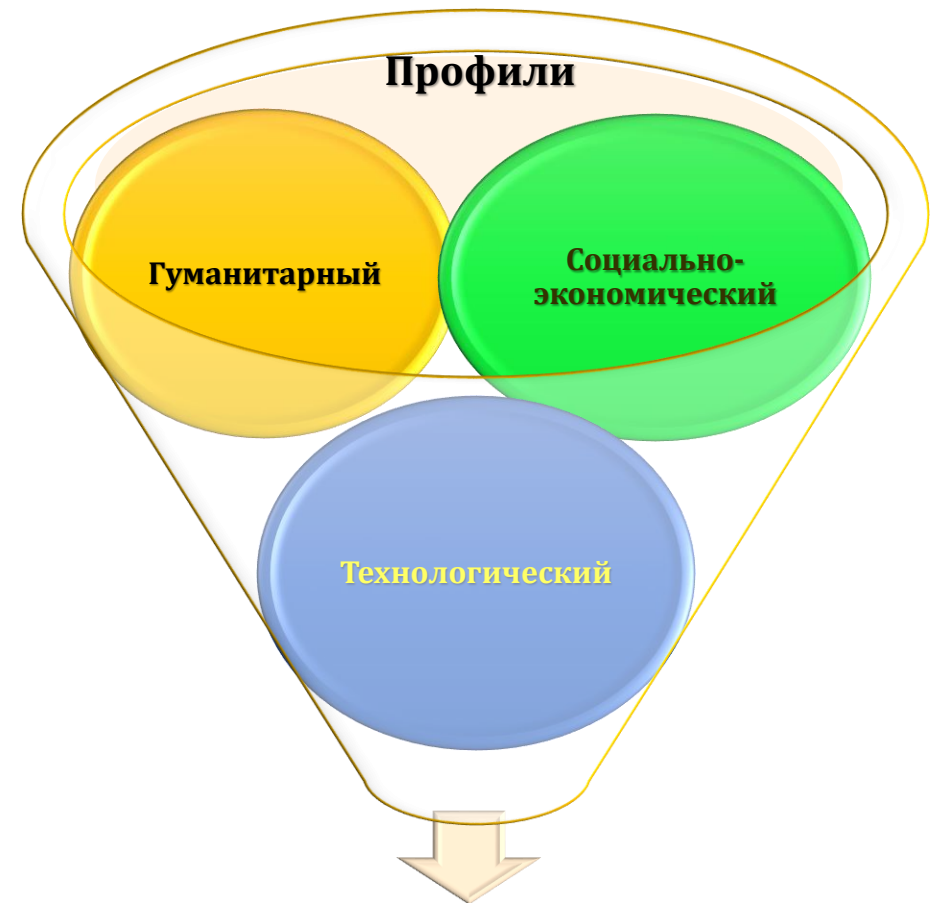 Профили
Гуманитарный
Социально-
экономический
Технологический